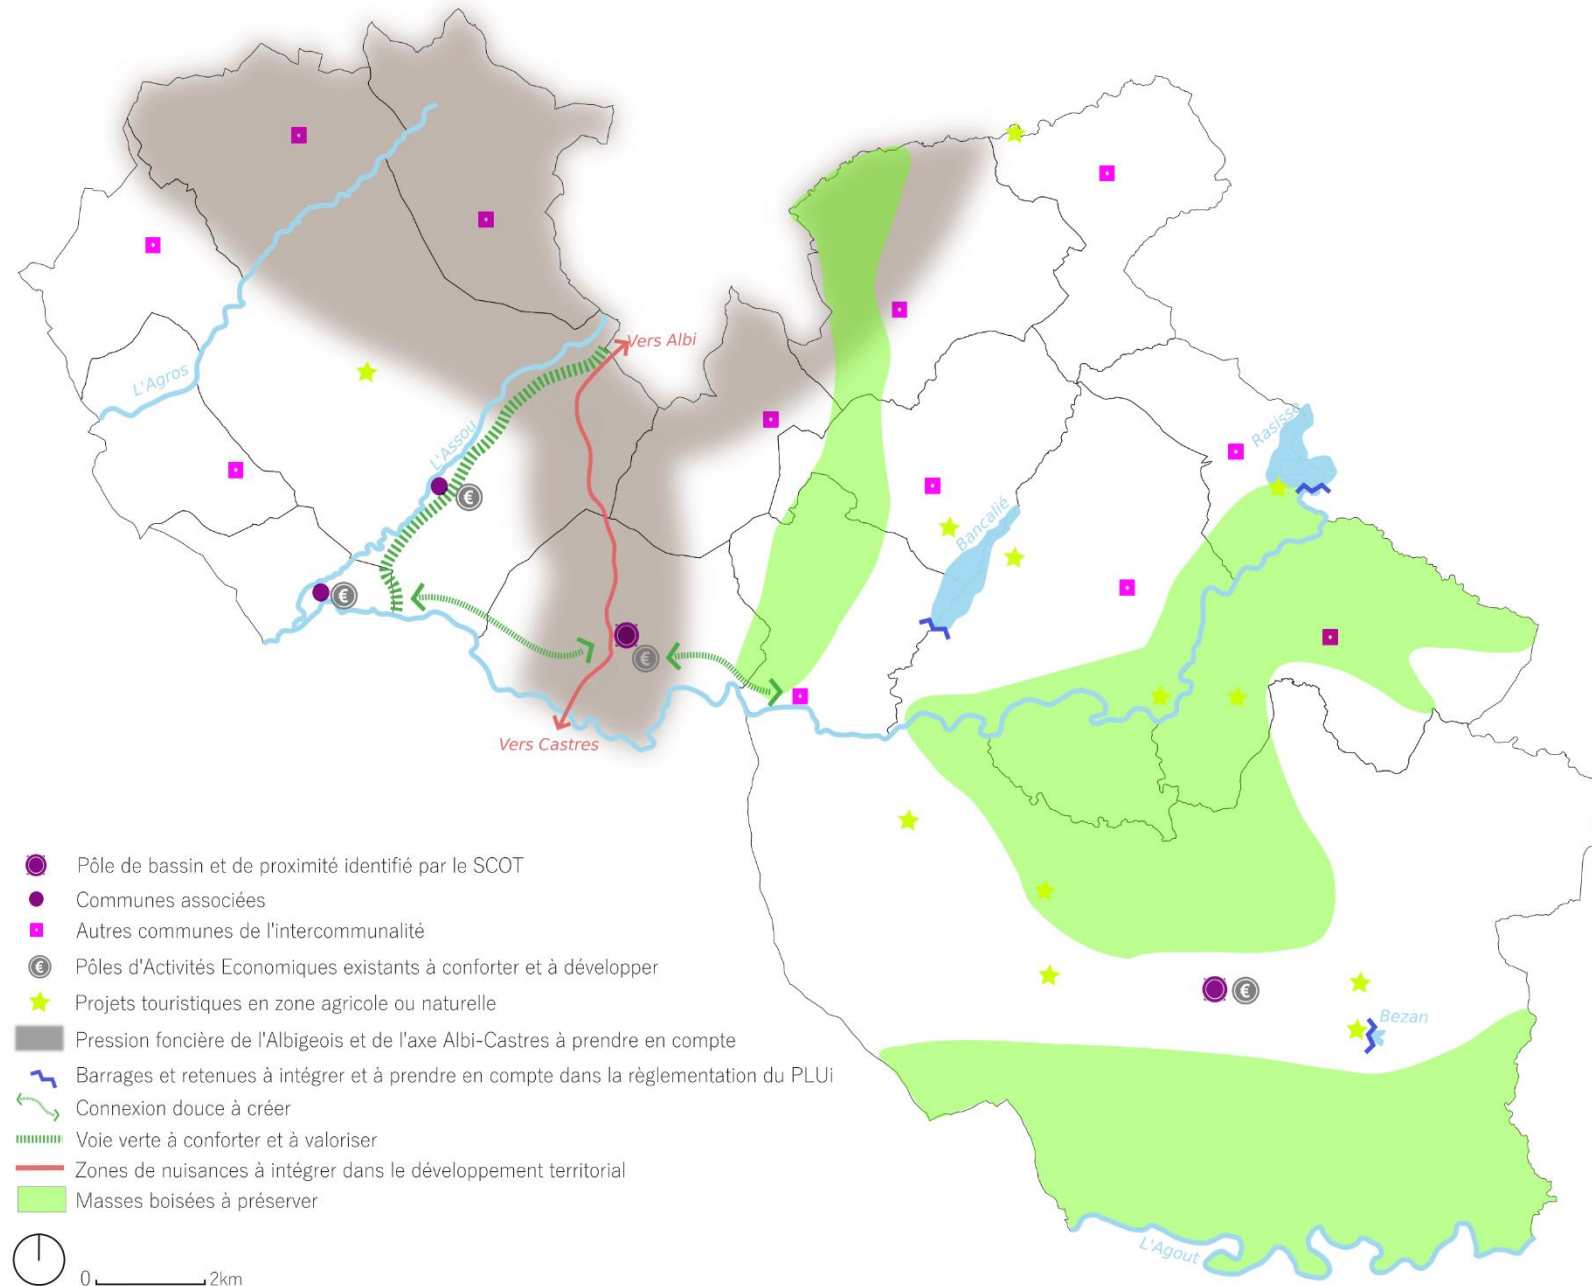 Vers Albi
L'Agros
L'Assou
Rasisse
Bancalié
€
€
€
Vers Castres
Pôle de bassin et de proximité identifié par le SCOT
Communes associées
Autres communes de l'intercommunalité
€ Pôles d'Activités Economiques existants à conforter et à développer
€
Projets touristiques en zone agricole ou naturelle
Bezan
Pression foncière de l'Albigeois et de l'axe Albi-Castres à prendre en compte
Barrages et retenues à intégrer et à prendre en compte dans la règlementation du PLUi
Connexion douce à créer
Voie verte à conforter et à valoriser
Zones de nuisances à intégrer dans le développement territorial
Masses boisées à préserver
L'Agout
0 2km